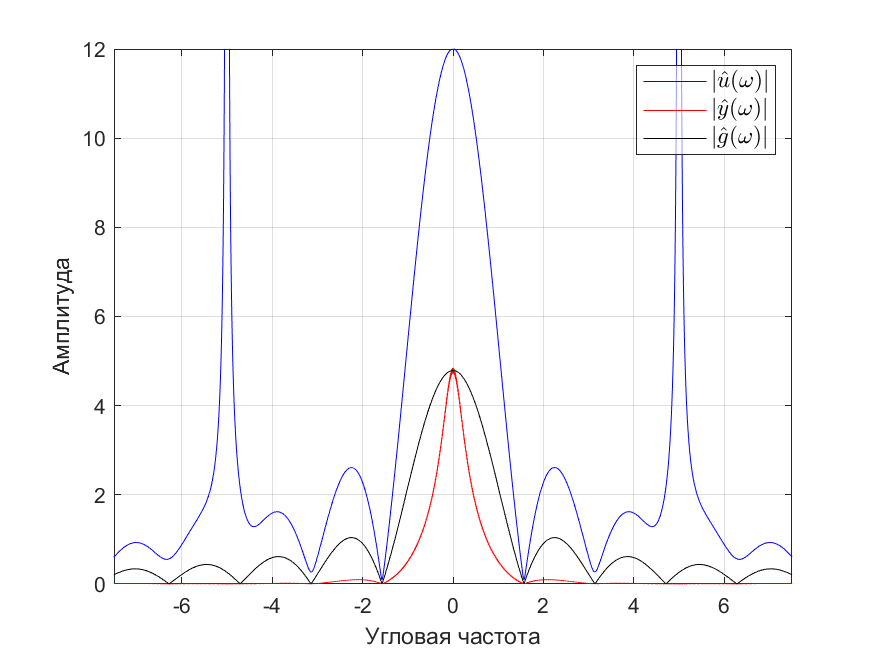 12
10
8
6
4
2
0
Амплитуда
|û(ω)|
|ŷ(ω)|
|ĝ(ω)|
-6 -4 -2 0 2 4 6
Угловая частота